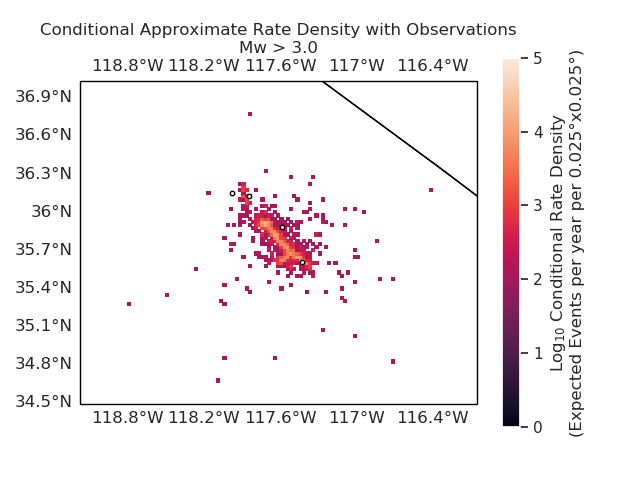 Conditional Approximate Rate Density with Observations
Mw > 3.0
118.8°W 118.2°W 117.6°W 117°W 116.4°W
36.9°N
36.6°N
36.3°N
36°N
35.7°N
35.4°N
35.1°N
34.8°N
34.5°N
118.8°W 118.2°W 117.6°W 117°W 116.4°W
5
4
3
2
1
0
Log₁₀ Conditional Rate Density
(Expected Events per year per 0.025°x0.025°)